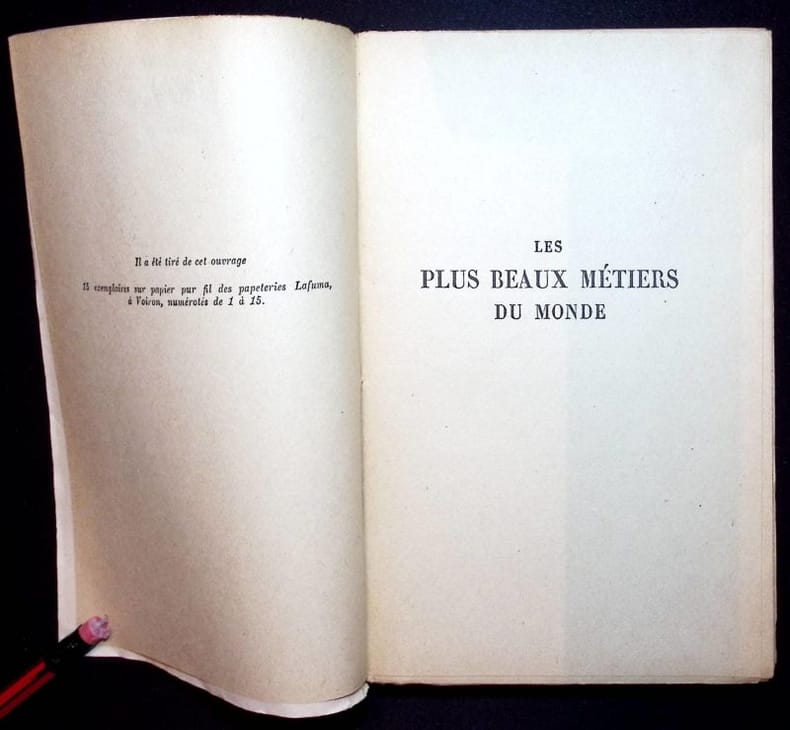 Il a été tiré de cet ouvrage
15 exemplaires sur papier pur fil des papeteries Lafuma,
à Voiron, numérotés de 1 à 15.
LES
PLUS BEAUX MÉTIERS
DU MONDE